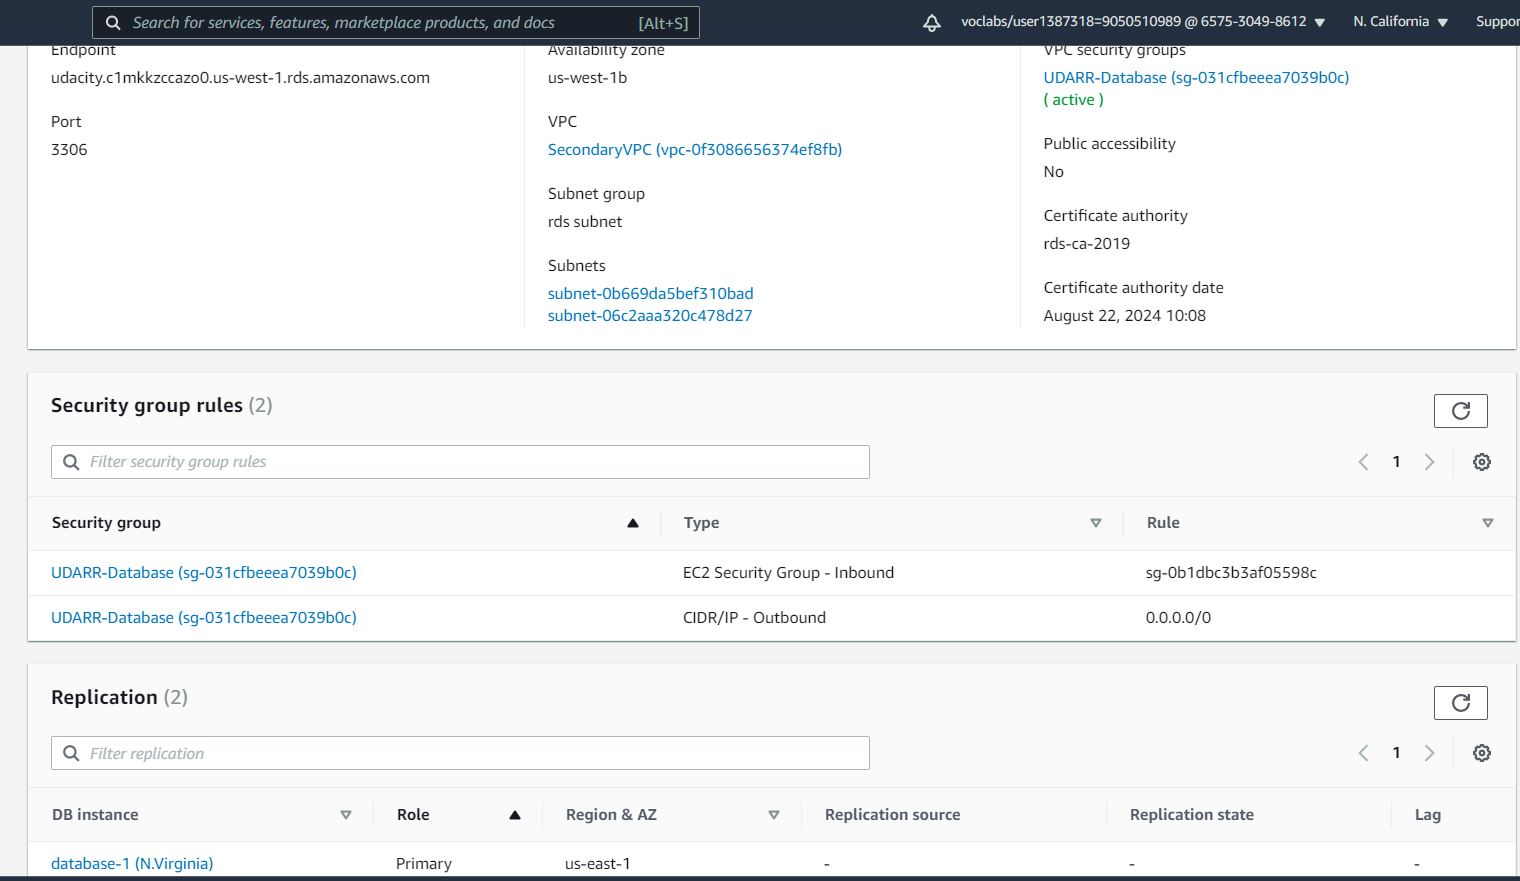 Search for services, features, marketplace products, and docs [Alt+S] voclabs/user1387318=9050510989 @ 6575-3049-8612 N. California Suppor
Endpoint
udacity.c1mkkzccazo0.us-west-1.rds.amazonaws.com
Port
3306
Availability zone
us-west-1b
VPC
SecondaryVPC (vpc-0f3086656374ef8fb)
Subnet group
rds subnet
Subnets
subnet-0b669da5bef310bad
subnet-06c2aaa320c478d27
VPC security groups
UDARR-Database (sg-031cfbeeea7039b0c)
( active )
Public accessibility
No
Certificate authority
rds-ca-2019
Certificate authority date
August 22, 2024 10:08
Security group rules (2)
Filter security group rules
1
Security group Type Rule
UDARR-Database (sg-031cfbeeea7039b0c) EC2 Security Group - Inbound sg-0b1dbc3b3af05598c
UDARR-Database (sg-031cfbeeea7039b0c) CIDR/IP - Outbound 0.0.0.0/0
Replication (2)
Filter replication
1
DB instance Role Region & AZ Replication source Replication state Lag
database-1 (N.Virginia) Primary us-east-1 - - -